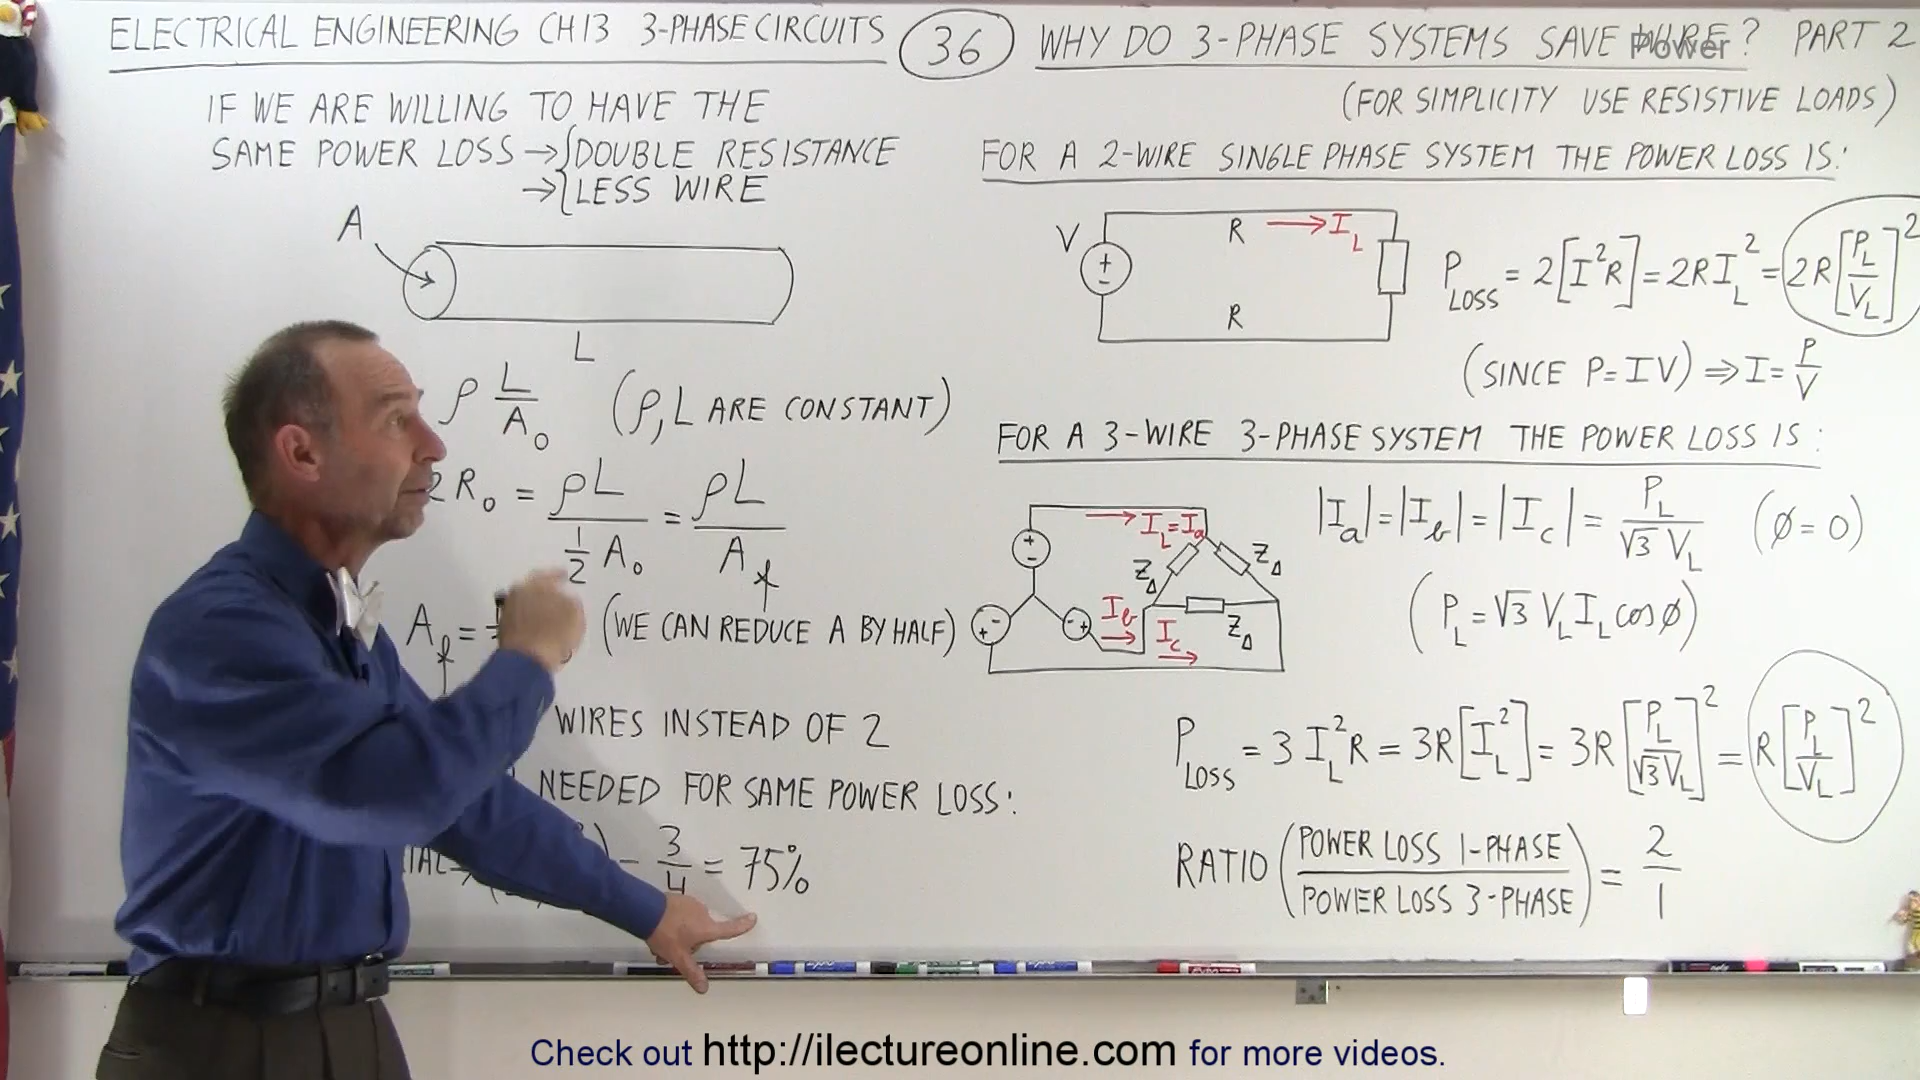 ELECTRICAL ENGINEERING CH 13 3-PHASE CIRCUITS 36 WHY DO 3-PHASE SYSTEMS SAVE Power? PART 2
(FOR SIMPLICITY USE RESISTIVE LOADS)
IF WE ARE WILLING TO HAVE THE
SAME POWER LOSS → { DOUBLE RESISTANCE
→ { LESS WIRE
A
L
ρ L/A₀ (ρ, L ARE CONSTANT)
2R₀ = ρL / ½A₀ = ρL / A_f
A_f = (WE CAN REDUCE A BY HALF)
WIRES INSTEAD OF 2
NEEDED FOR SAME POWER LOSS:
3/4 = 75%
FOR A 2-WIRE SINGLE PHASE SYSTEM THE POWER LOSS IS:
V + − R → I_L
R
P_LOSS = 2[I²R] = 2RI_L² = 2R[P_L/V_L]²
(SINCE P = IV) ⇒ I = P/V
FOR A 3-WIRE 3-PHASE SYSTEM THE POWER LOSS IS:
I_L = I_a
Z_Δ Z_Δ
I_b I_c Z_Δ
|I_a| = |I_b| = |I_c| = P_L / √3 V_L (φ = 0)
(P_L = √3 V_L I_L cos φ)
P_LOSS = 3 I_L² R = 3R[I_L²] = 3R[P_L/√3 V_L]² = R[P_L/V_L]²
RATIO (POWER LOSS 1-PHASE / POWER LOSS 3-PHASE) = 2/1
Check out http://ilectureonline.com for more videos.